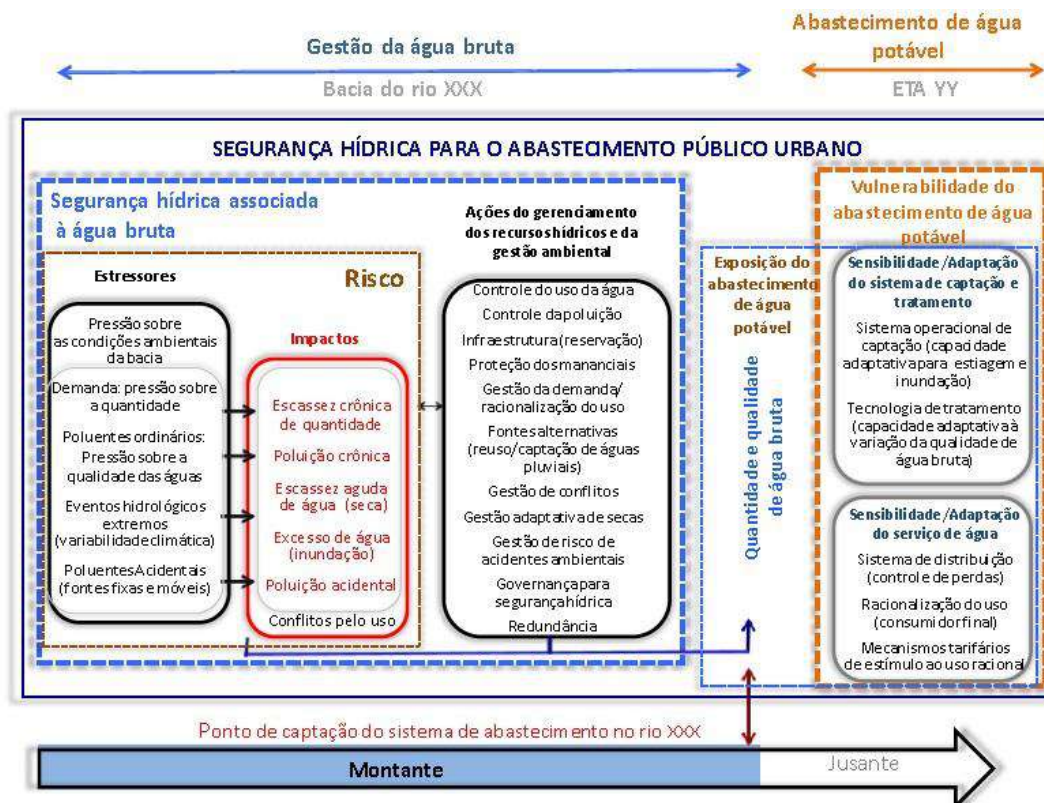 Gestão da água bruta
Bacia do rio XXX
Abastecimento de água
potável
ETA YY
SEGURANÇA HÍDRICA PARA O ABASTECIMENTO PÚBLICO URBANO
Segurança hídrica associada
à água bruta
Estressores
Risco
Pressão sobre
as condições ambientais
da bacia
Demanda: pressão sobre
a quantidade
Poluentes ordinários:
Pressão sobre a
qualidade das águas
Eventos hidrológicos
extremos
(variabilidade climática)
Poluentes Acidentais
(fontes fixas e móveis)
Impactos
Escassez crônica
de quantidade
Poluição crônica
Escassez aguda
de água (seca)
Excesso de água
(inundação)
Poluição acidental
Conflitos pelo uso
Ações do gerenciamento
dos recursos hídricos e da
gestão ambiental
Controle do uso da água
Controle da poluição
Infraestrutura (reservação)
Proteção dos mananciais
Gestão da demanda/
racionalização do uso
Fontes alternativas
(reuso/captação de águas
pluviais)
Gestão de conflitos
Gestão adaptativa de secas
Gestão de risco de
acidentes ambientais
Governança para
segurança hídrica
Redundância
Exposição do
abastecimento
de água
potável
Quantidade e qualidade
de água bruta
Vulnerabilidade do
abastecimento de água
potável
Sensibilidade/Adaptação
do sistema de captação e
tratamento
Sistema operacional de
captação (capacidade
adaptativa para estiagem e
inundação)
Tecnologia de tratamento
(capacidade adaptativa à
variação da qualidade de
água bruta)
Sensibilidade/Adaptação
do serviço de água
Sistema de distribuição
(controle de perdas)
Racionalização do uso
(consumidor final)
Mecanismos tarifários
de estímulo ao uso racional
Ponto de captação do sistema de abastecimento no rio XXX
Montante
Jusante